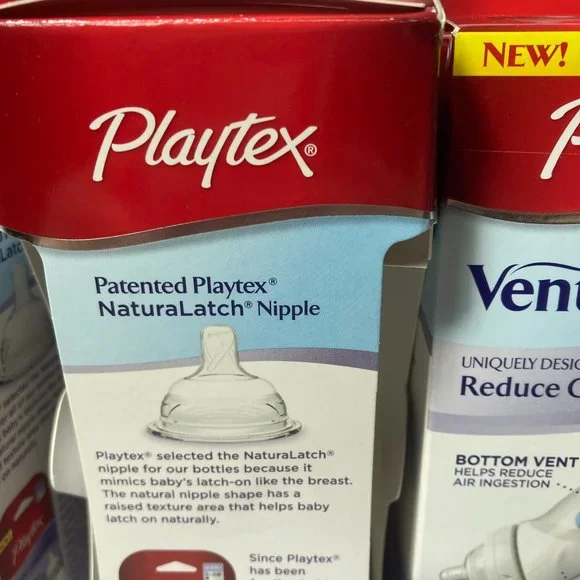 Playtex®
Patented Playtex®
NaturaLatch® Nipple
Playtex® selected the NaturaLatch®
nipple for our bottles because it
mimics baby's latch-on like the breast.
The natural nipple shape has a
raised texture area that helps baby
latch on naturally.
Since Playtex®
has been
NEW!
Vent
UNIQUELY
Reduce
BOTTOM VENT
HELPS REDUCE
AIR INGESTION
Playtex